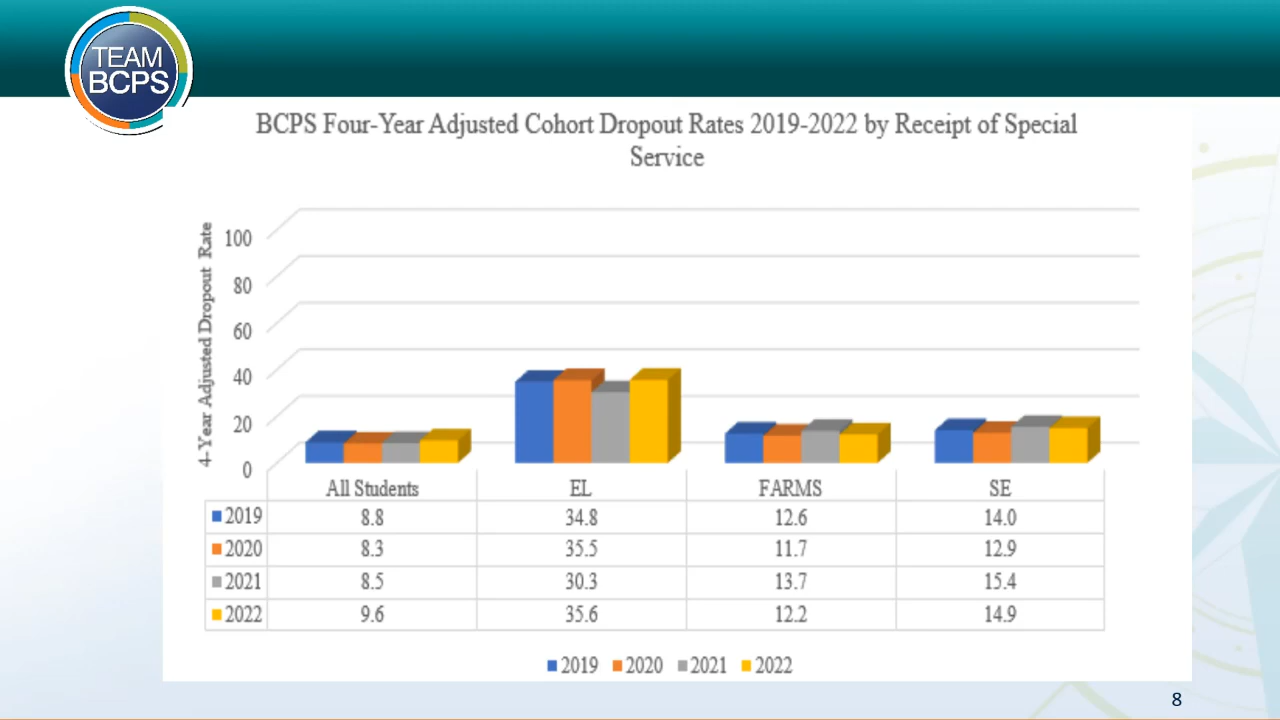 TEAM
BCPS
BCPS Four-Year Adjusted Cohort Dropout Rates 2019-2022 by Receipt of Special
Service
4-Year Adjusted Dropout Rate
100
80
60
40
20
0
All Students EL FARMS SE
2019 8.8 34.8 12.6 14.0
2020 8.3 35.5 11.7 12.9
2021 8.5 30.3 13.7 15.4
2022 9.6 35.6 12.2 14.9
2019 2020 2021 2022
8